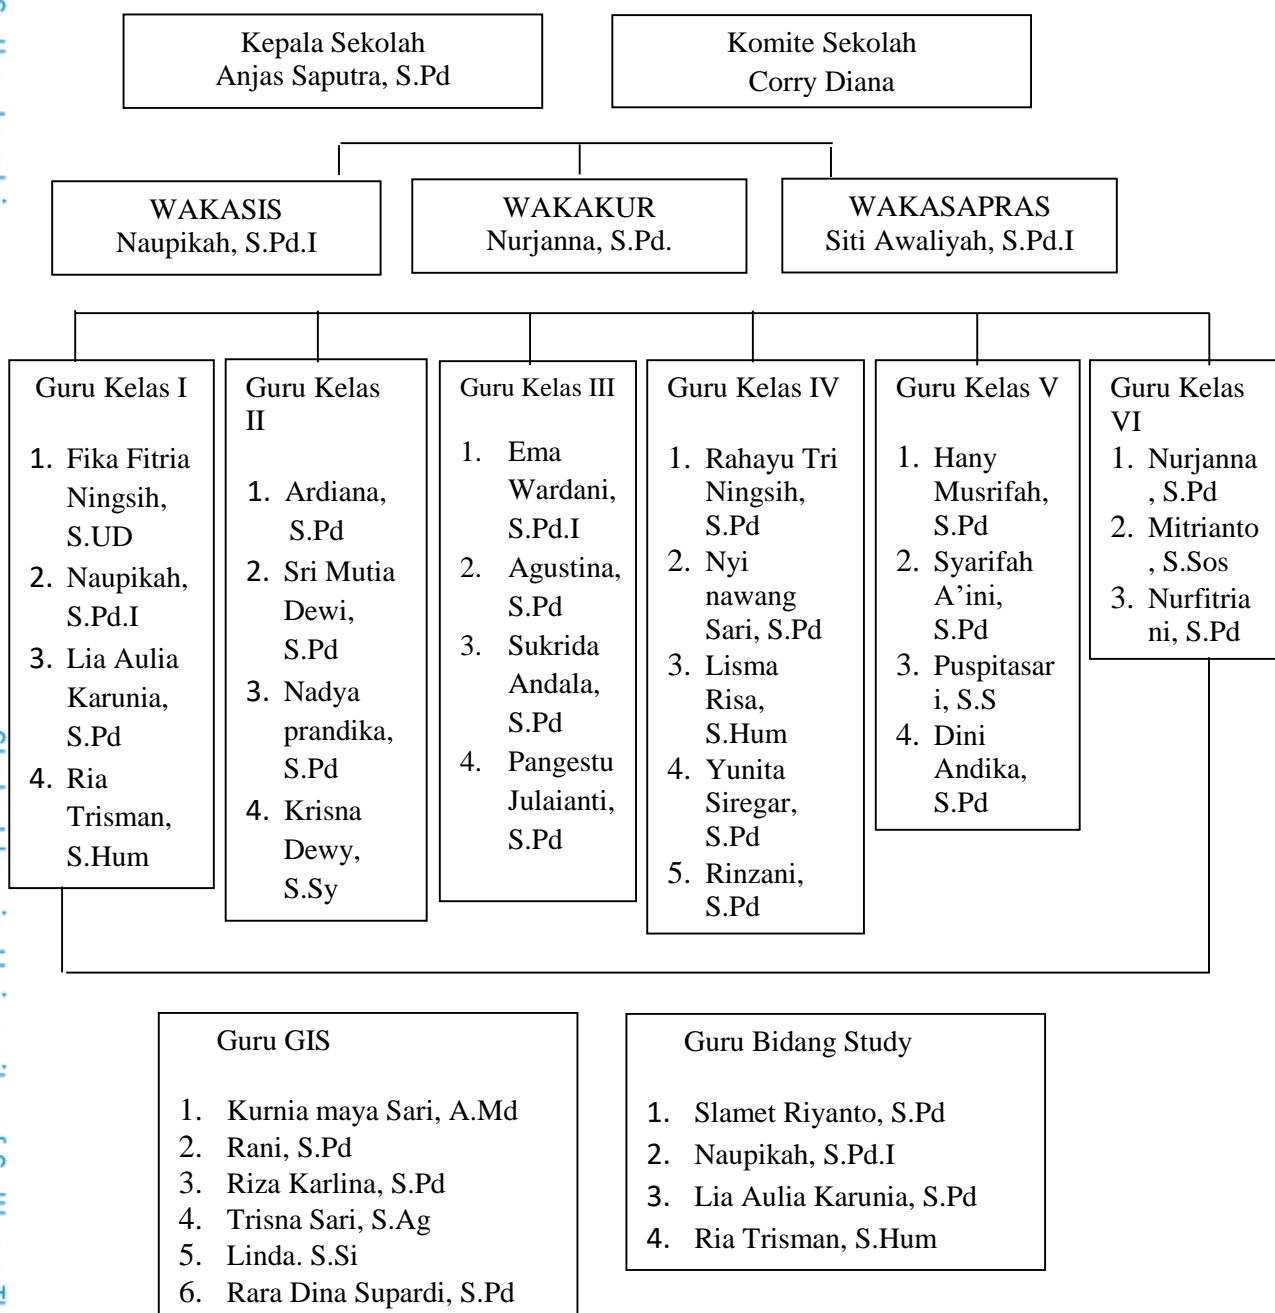 Kepala Sekolah
Anjas Saputra, S.Pd
Komite Sekolah
Corry Diana
WAKASIS
Naupikah, S.Pd.I
WAKAKUR
Nurjanna, S.Pd.
WAKASAPRAS
Siti Awaliyah, S.Pd.I
Guru Kelas I
1. Fika Fitria
Ningsih,
S.UD
2. Naupikah,
S.Pd.I
3. Lia Aulia
Karunia,
S.Pd
4. Ria
Trisman,
S.Hum
Guru Kelas
II
1. Ardiana,
S.Pd
2. Sri Mutia
Dewi,
S.Pd
3. Nadya
prandika,
S.Pd
4. Krisna
Dewy,
S.Sy
Guru Kelas III
1. Ema
Wardani,
S.Pd.I
2. Agustina,
S.Pd
3. Sukrida
Andala,
S.Pd
4. Pangestu
Julaianti,
S.Pd
Guru Kelas IV
1. Rahayu Tri
Ningsih,
S.Pd
2. Nyi
nawang
Sari, S.Pd
3. Lisma
Risa,
S.Hum
4. Yunita
Siregar,
S.Pd
5. Rinzani,
S.Pd
Guru Kelas V
1. Hany
Musrifah,
S.Pd
2. Syarifah
A’ini,
S.Pd
3. Puspitasar
i, S.S
4. Dini
Andika,
S.Pd
Guru Kelas
VI
1. Nurjanna
, S.Pd
2. Mitrianto
, S.Sos
3. Nurfitria
ni, S.Pd
Guru GIS
1. Kurnia maya Sari, A.Md
2. Rani, S.Pd
3. Riza Karlina, S.Pd
4. Trisna Sari, S.Ag
5. Linda. S.Si
6. Rara Dina Supardi, S.Pd
Guru Bidang Study
1. Slamet Riyanto, S.Pd
2. Naupikah, S.Pd.I
3. Lia Aulia Karunia, S.Pd
4. Ria Trisman, S.Hum